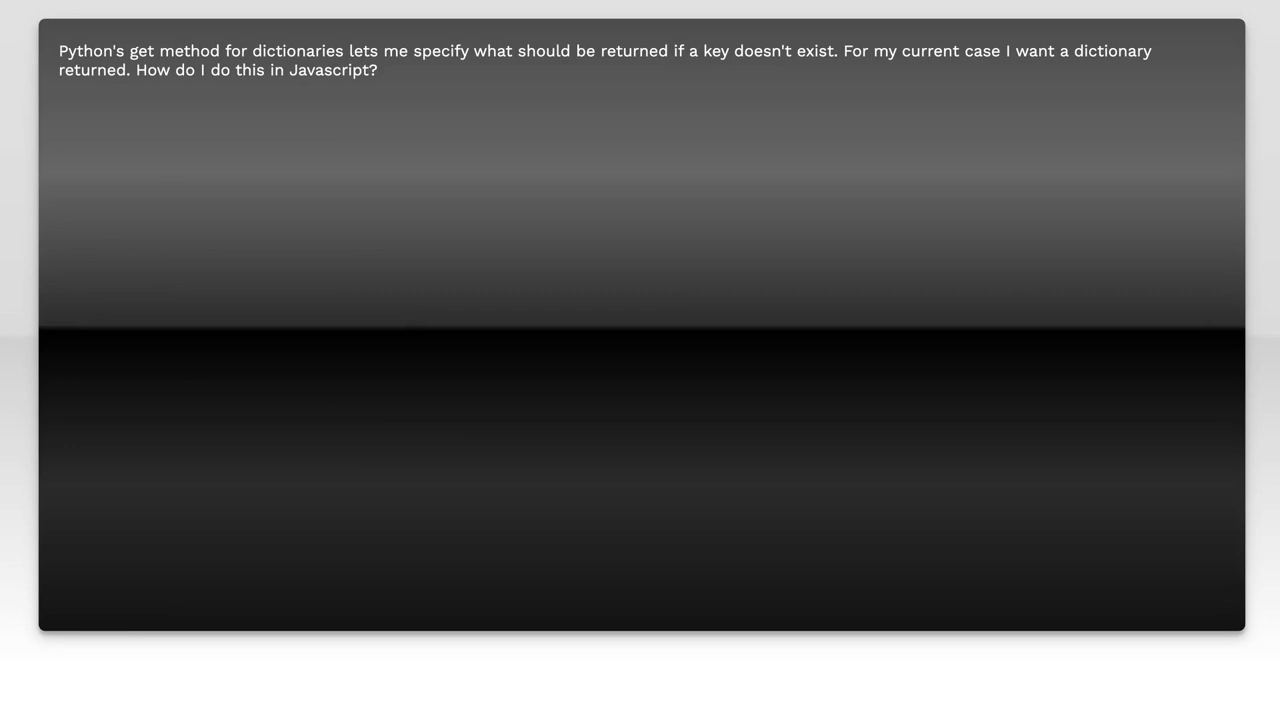 Python's get method for dictionaries lets me specify what should be returned if a key doesn't exist. For my current case I want a dictionary
returned. How do I do this in Javascript?